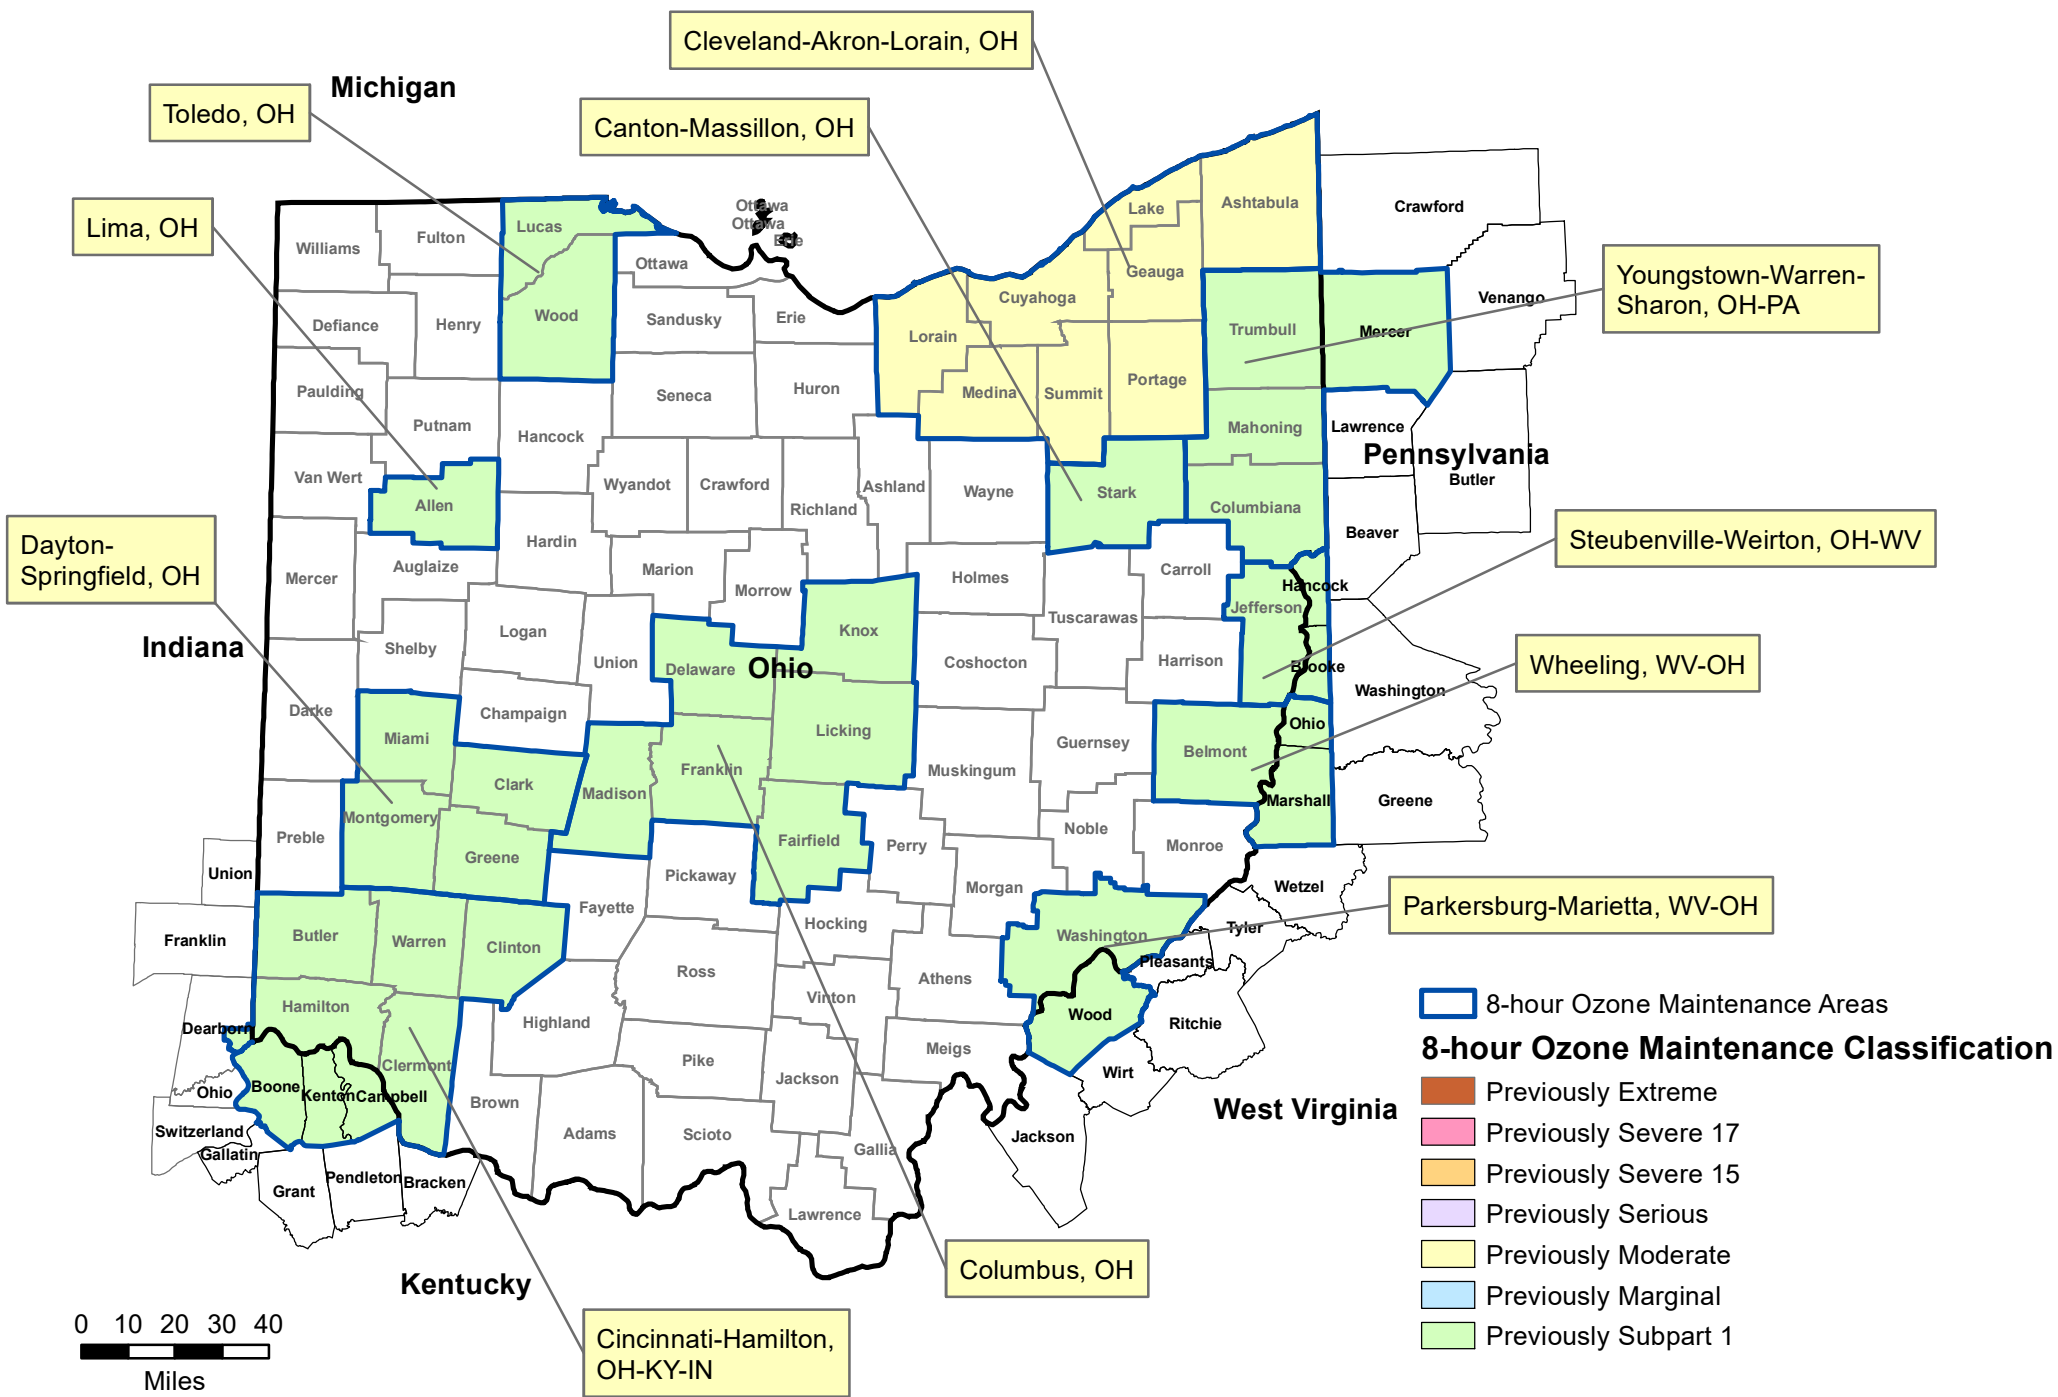 Cleveland-Akron-Lorain, OH
Michigan
Toledo, OH
Canton-Massillon, OH
Lima, OH
Youngstown-Warren-
Sharon, OH-PA
Dayton-
Springfield, OH
Steubenville-Weirton, OH-WV
Wheeling, WV-OH
Parkersburg-Marietta, WV-OH
Columbus, OH
Cincinnati-Hamilton,
OH-KY-IN
Indiana
Ohio
Pennsylvania
West Virginia
Kentucky
Williams
Fulton
Lucas
Ottawa
Ottawa
Erie
Ottawa
Lake
Ashtabula
Crawford
Geauga
Cuyahoga
Venango
Defiance
Henry
Wood
Sandusky
Erie
Lorain
Trumbull
Mercer
Paulding
Putnam
Seneca
Huron
Medina
Summit
Portage
Mahoning
Lawrence
Hancock
Van Wert
Allen
Wyandot
Crawford
Richland
Ashland
Wayne
Stark
Columbiana
Butler
Beaver
Mercer
Auglaize
Hardin
Marion
Morrow
Holmes
Carroll
Hancock
Jefferson
Tuscarawas
Shelby
Logan
Union
Delaware
Knox
Coshocton
Harrison
Brooke
Washington
Darke
Champaign
Miami
Clark
Madison
Franklin
Licking
Muskingum
Guernsey
Belmont
Ohio
Marshall
Greene
Preble
Montgomery
Greene
Pickaway
Fairfield
Perry
Noble
Monroe
Morgan
Wetzel
Union
Franklin
Butler
Warren
Clinton
Fayette
Hocking
Washington
Tyler
Pleasants
Ross
Athens
Vinton
Wood
Ritchie
Hamilton
Dearborn
Highland
Clermont
Pike
Jackson
Meigs
Wirt
Ohio
Boone
Kenton
Campbell
Brown
Switzerland
Gallatin
Adams
Scioto
Gallia
Jackson
Grant
Pendleton
Bracken
Lawrence
8-hour Ozone Maintenance Areas
8-hour Ozone Maintenance Classification
Previously Extreme
Previously Severe 17
Previously Severe 15
Previously Serious
Previously Moderate
Previously Marginal
Previously Subpart 1
0 10 20 30 40
Miles